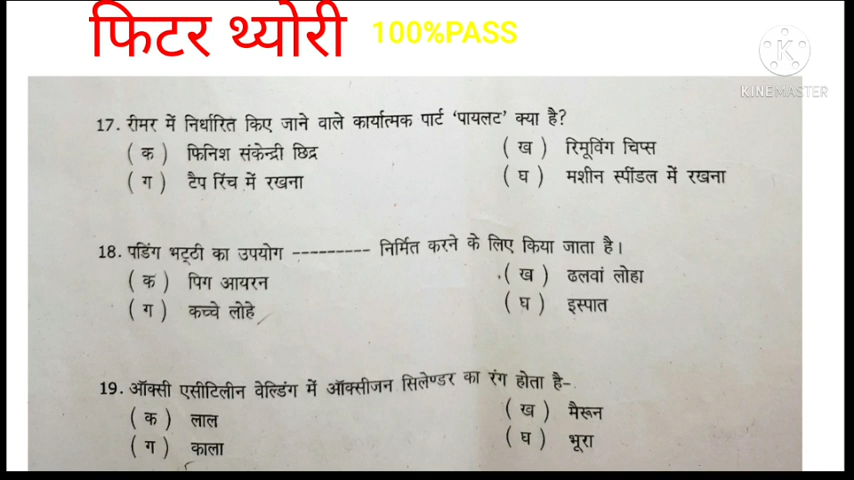 फिटर थ्योरी 100%PASS
KINEMASTER
17. रीमर में निर्धारित किए जाने वाले कार्यात्मक पार्ट 'पायलट' क्या है?
( क ) फिनिश संकेन्द्री छिद्र ( ख ) रिमूविंग चिप्स
( ग ) टैप रिंच में रखना ( घ ) मशीन स्पींडल में रखना
18. पडिंग भट्ठी का उपयोग --------- निर्मित करने के लिए किया जाता है।
( क ) पिग आयरन ( ख ) ढलवां लोहा
( ग ) कच्चे लोहे ( घ ) इस्पात
19. ऑक्सी एसीटिलीन वेल्डिंग में ऑक्सीजन सिलेण्डर का रंग होता है-
( क ) लाल ( ख ) मैरून
( ग ) काला ( घ ) भूरा